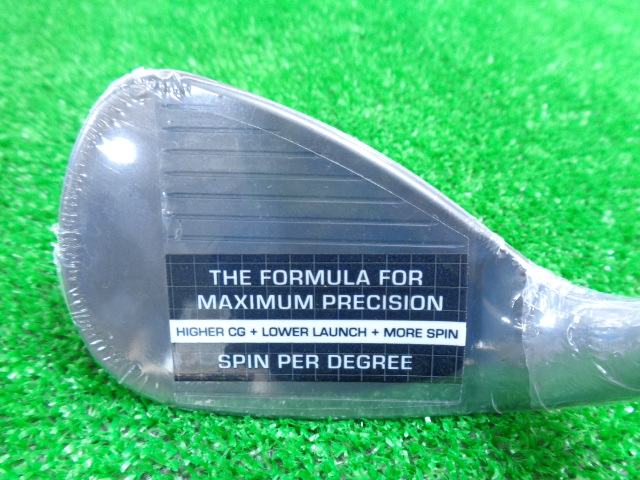 THE FORMULA FOR
MAXIMUM PRECISION
HIGHER CG + LOWER LAUNCH + MORE SPIN
SPIN PER DEGREE